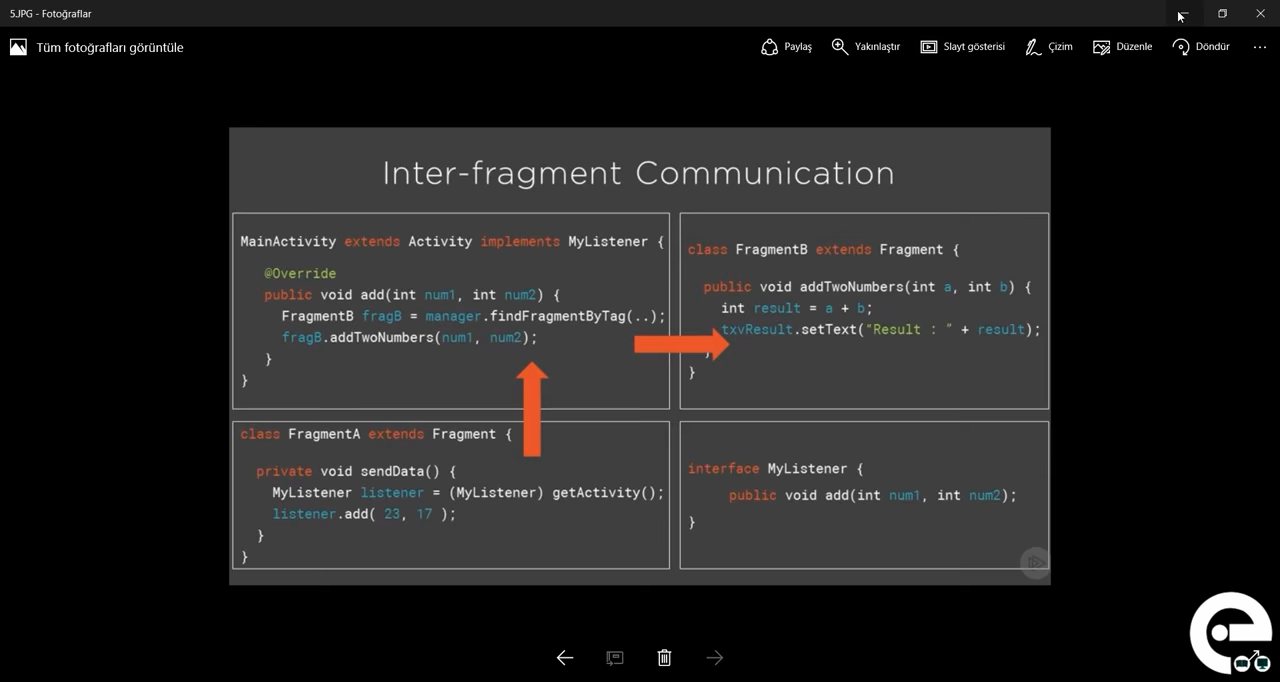 5.JPG - Fotoğraflar
Tüm fotoğrafları görüntüle
Paylaş
Yakınlaştır
Slayt gösterisi
Çizim
Düzenle
Döndür
Inter-fragment Communication
MainActivity extends Activity implements MyListener {
@Override
public void add(int num1, int num2) {
FragmentB fragB = manager.findFragmentByTag(..);
fragB.addTwoNumbers(num1, num2);
}
}
class FragmentB extends Fragment {
public void addTwoNumbers(int a, int b) {
int result = a + b;
txvResult.setText("Result : " + result);
}
}
class FragmentA extends Fragment {
private void sendData() {
MyListener listener = (MyListener) getActivity();
listener.add( 23, 17 );
}
}
interface MyListener {
public void add(int num1, int num2);
}